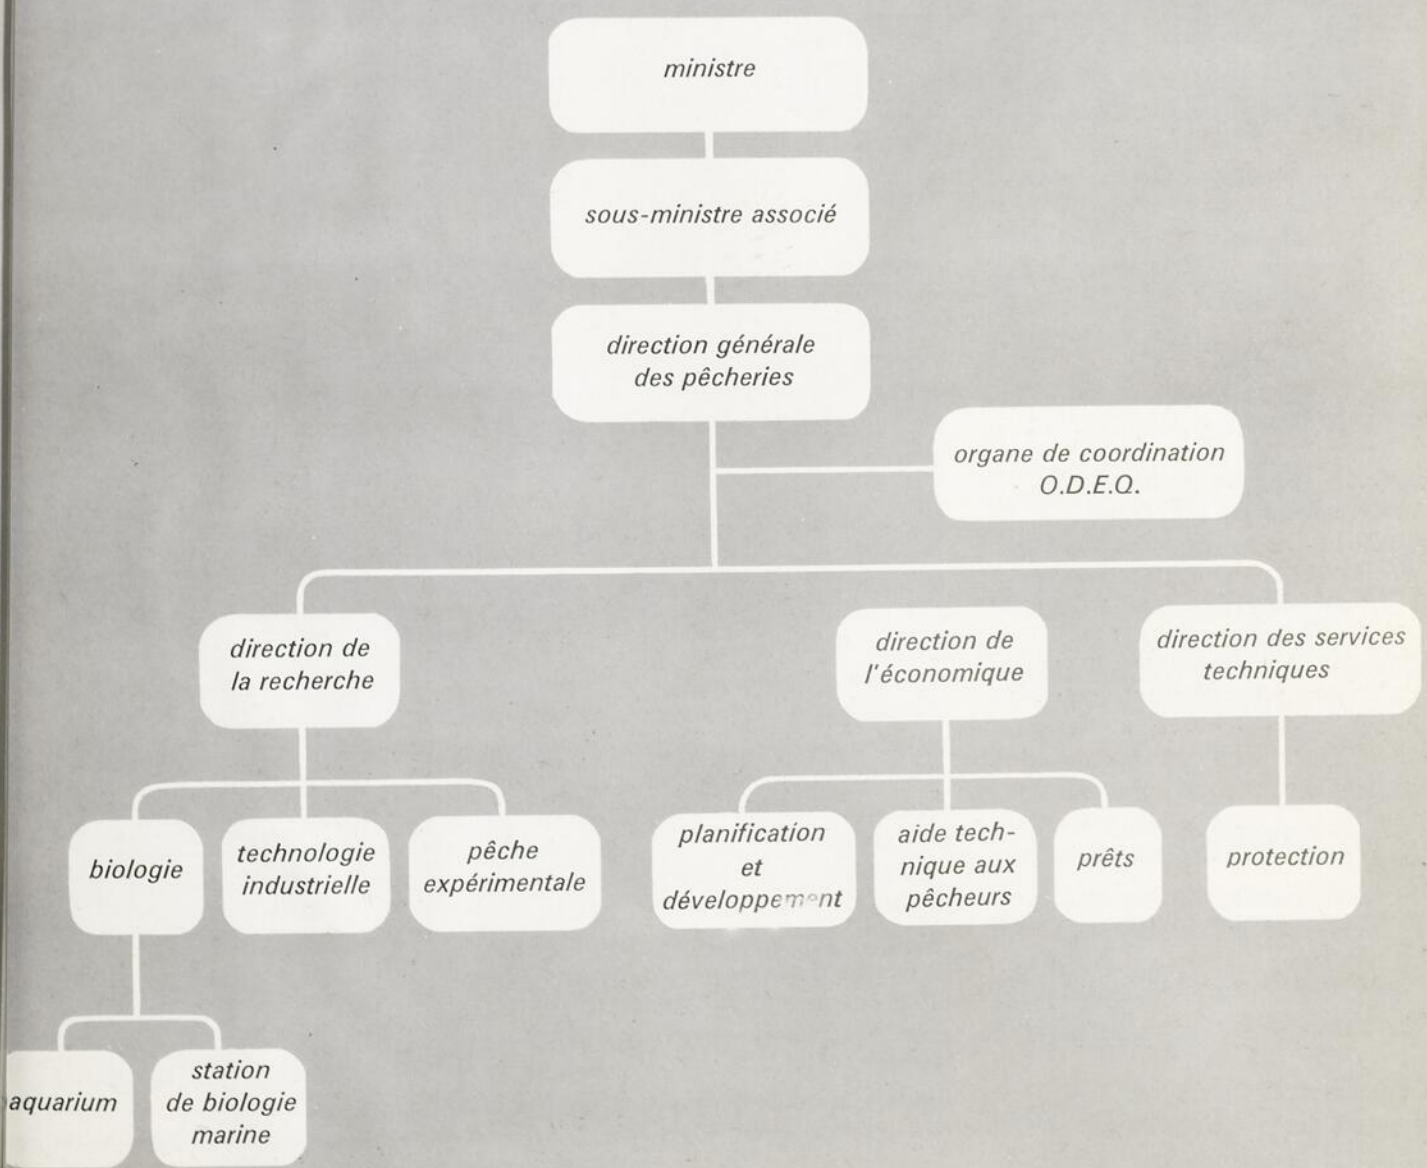 ministre
sous-ministre associé
direction générale
des pêcheries
organe de coordination
O.D.E.Q.
direction de
la recherche
direction de
l'économique
direction des services
techniques
biologie
technologie
industrielle
pêche
expérimentale
planification
et
développement
aide tech-
nique aux
pêcheurs
prêts
protection
aquarium
station
de biologie
marine